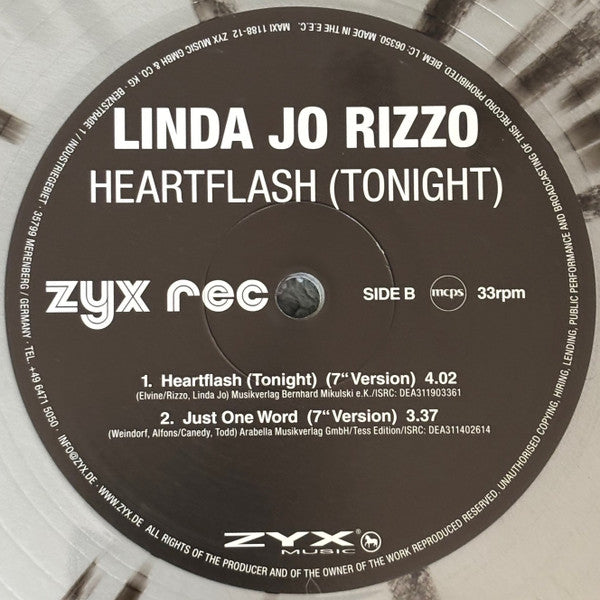 LINDA JO RIZZO
HEARTFLASH (TONIGHT)
zyx rec
SIDE B mcps 33rpm
1. Heartflash (Tonight) (7“ Version) 4.02
(Elvine/Rizzo, Linda Jo) Musikverlag Bernhard Mikulski e.K./ISRC: DEA311903361
2. Just One Word (7“ Version) 3.37
(Weindorf, Alfons/Canedy, Todd) Arabella Musikverlag GmbH/Tess Edition/ISRC: DEA311402614
ZYX®
MUSIC
MAXI 1188-12 ZYX MUSIC GMBH & CO. KG · BENZSTRADE 1 / INDUSTRIEGEBIET · 35799 MERENBERG / GERMANY · TEL. +49 6471 5050 · INFO@ZYX.DE · WWW.ZYX.DE ALL RIGHTS OF THE PRODUCER AND OF THE OWNER OF THE WORK REPRODUCED RESERVED. UNAUTHORISED COPYING, HIRING, LENDING, PUBLIC PERFORMANCE AND BROADCASTING OF THIS RECORD PROHIBITED. BIEM, LC: 06350. MADE IN THE E.E.C.